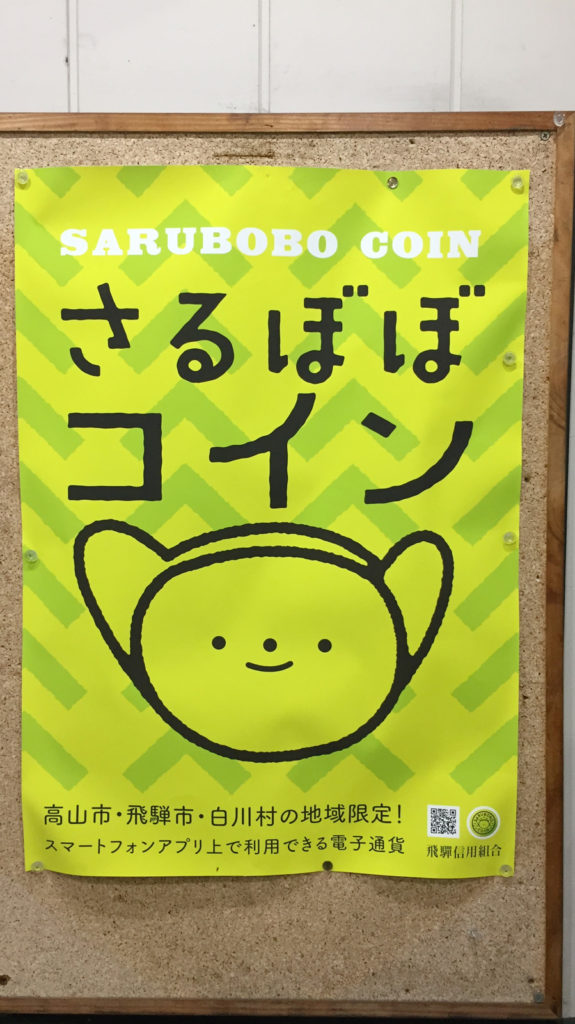 SARUBOBO COIN
さるぼぼ
コイン
高山市・飛騨市・白川村の地域限定！
スマートフォンアプリ上で利用できる電子通貨
飛驒信用組合